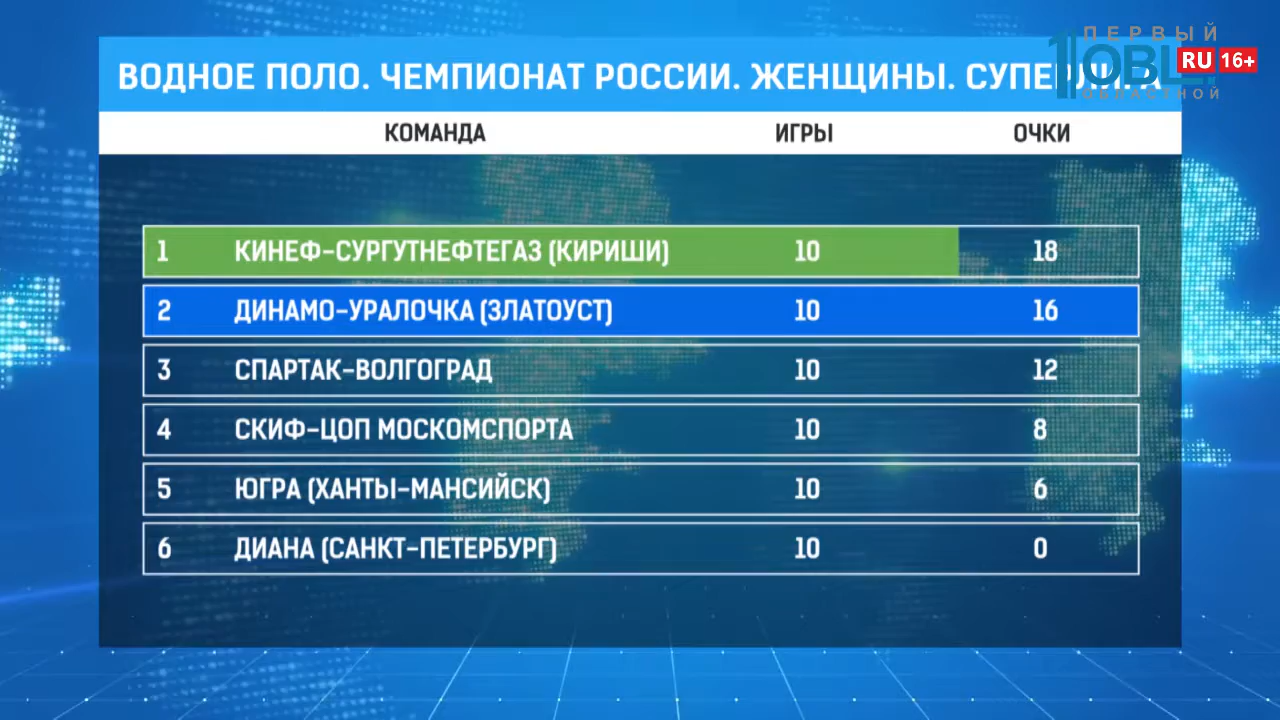 ПЕРВЫЙ
1OBL RU 16+
ОБЛАСТНОЙ
ВОДНОЕ ПОЛО. ЧЕМПИОНАТ РОССИИ. ЖЕНЩИНЫ. СУПЕРЛИГА
КОМАНДА ИГРЫ ОЧКИ
1 КИНЕФ-СУРГУТНЕФТЕГАЗ (КИРИШИ) 10 18
2 ДИНАМО-УРАЛОЧКА (ЗЛАТОУСТ) 10 16
3 СПАРТАК-ВОЛГОГРАД 10 12
4 СКИФ-ЦОП МОСКОМСПОРТА 10 8
5 ЮГРА (ХАНТЫ-МАНСИЙСК) 10 6
6 ДИАНА (САНКТ-ПЕТЕРБУРГ) 10 0